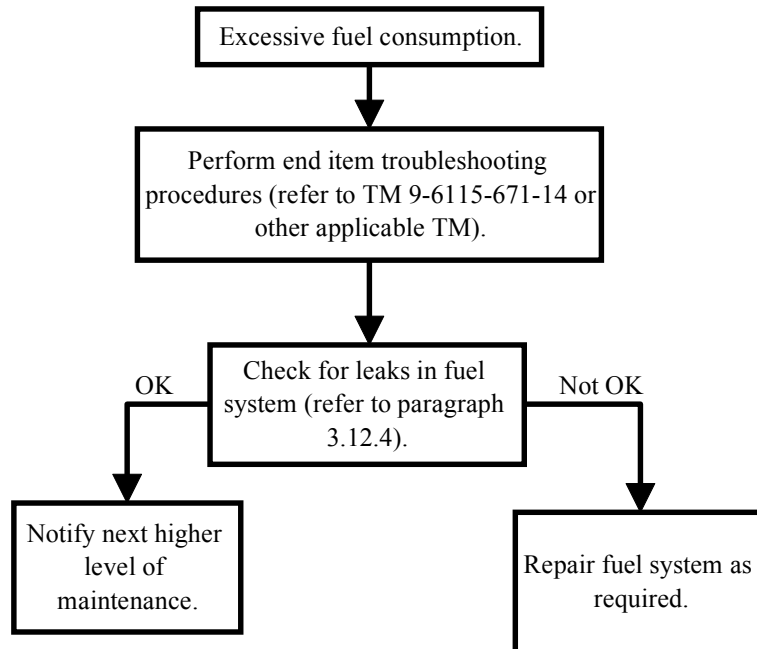 Excessive fuel consumption.
Perform end item troubleshooting
procedures (refer to TM 9-6115-671-14 or
other applicable TM).
Check for leaks in fuel
system (refer to paragraph
3.12.4).
OK
Not OK
Notify next higher
level of
maintenance.
Repair fuel system as
required.